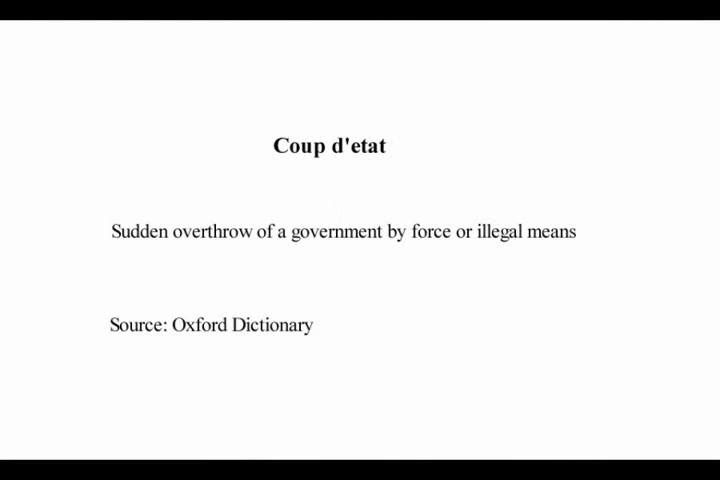 Coup d'etat
Sudden overthrow of a government by force or illegal means
Source: Oxford Dictionary